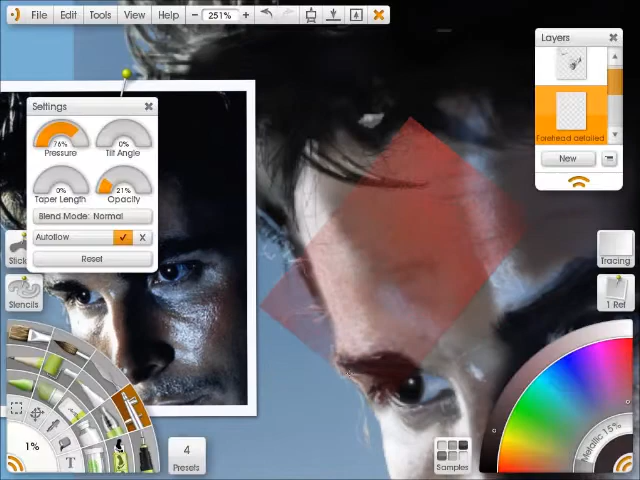 File Edit Tools View Help − 251% +
Layers
Settings
76%
Pressure
0%
Tilt Angle
0%
Taper Length
21%
Opacity
Blend Mode: Normal
Autoflow
Reset
Forehead detailed
New
Stencils
Tracing
1 Ref
1%
T
4
Presets
Samples
Metallic 15%